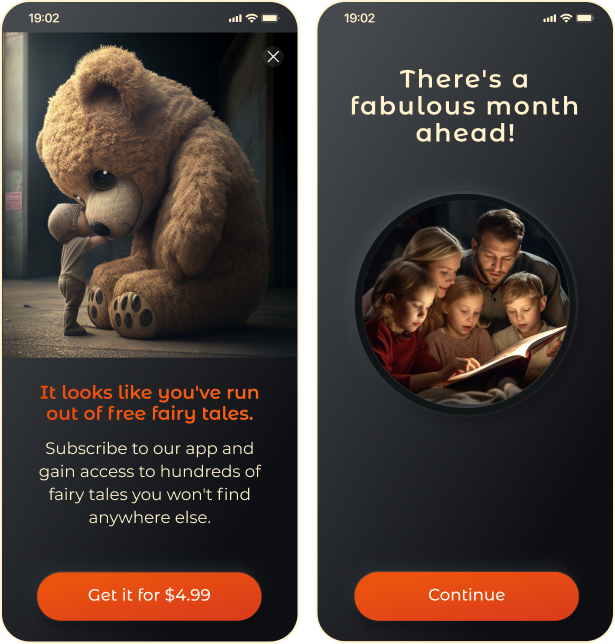 19:02
It looks like you've run
out of free fairy tales.
Subscribe to our app and
gain access to hundreds of
fairy tales you won't find
anywhere else.
Get it for $4.99
19:02
There's a
fabulous month
ahead!
Continue